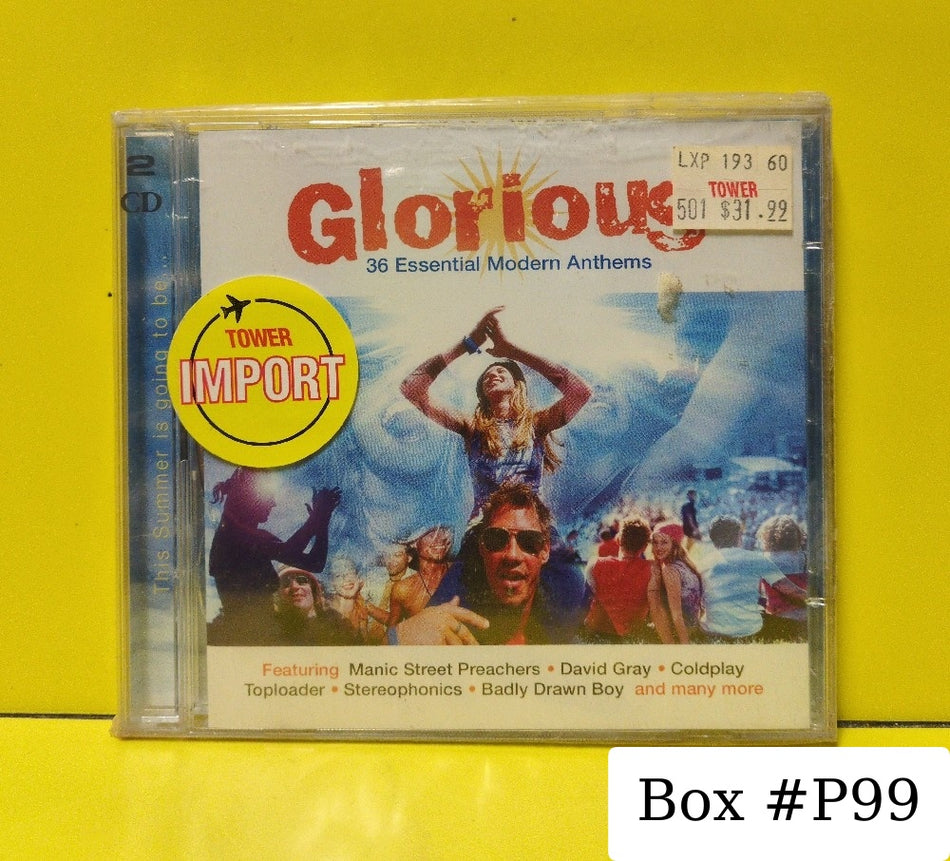 2
CD
This Summer is going to be...
LXP 193 60
TOWER
501 $31.99
Glorious
36 Essential Modern Anthems
TOWER
IMPORT
Featuring Manic Street Preachers • David Gray • Coldplay
Toploader • Stereophonics • Badly Drawn Boy and many more
Box #P99